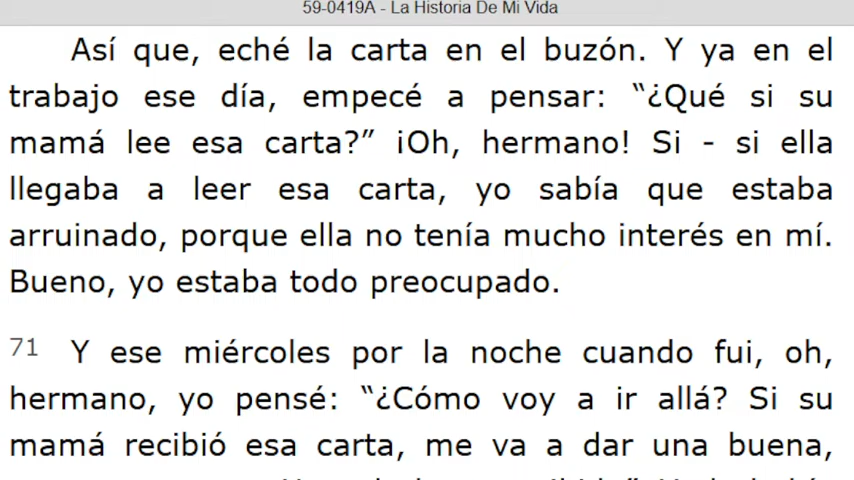 59-0419A - La Historia De Mi Vida
Así que, eché la carta en el buzón. Y ya en el
trabajo ese día, empecé a pensar: “¿Qué si su
mamá lee esa carta?” ¡Oh, hermano! Si - si ella
llegaba a leer esa carta, yo sabía que estaba
arruinado, porque ella no tenía mucho interés en mí.
Bueno, yo estaba todo preocupado.
71 Y ese miércoles por la noche cuando fui, oh,
hermano, yo pensé: “¿Cómo voy a ir allá? Si su
mamá recibió esa carta, me va a dar una buena,